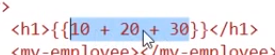 >
<h1>{{10 + 20 + 30}}</h1>
<my-employee></my-employee>